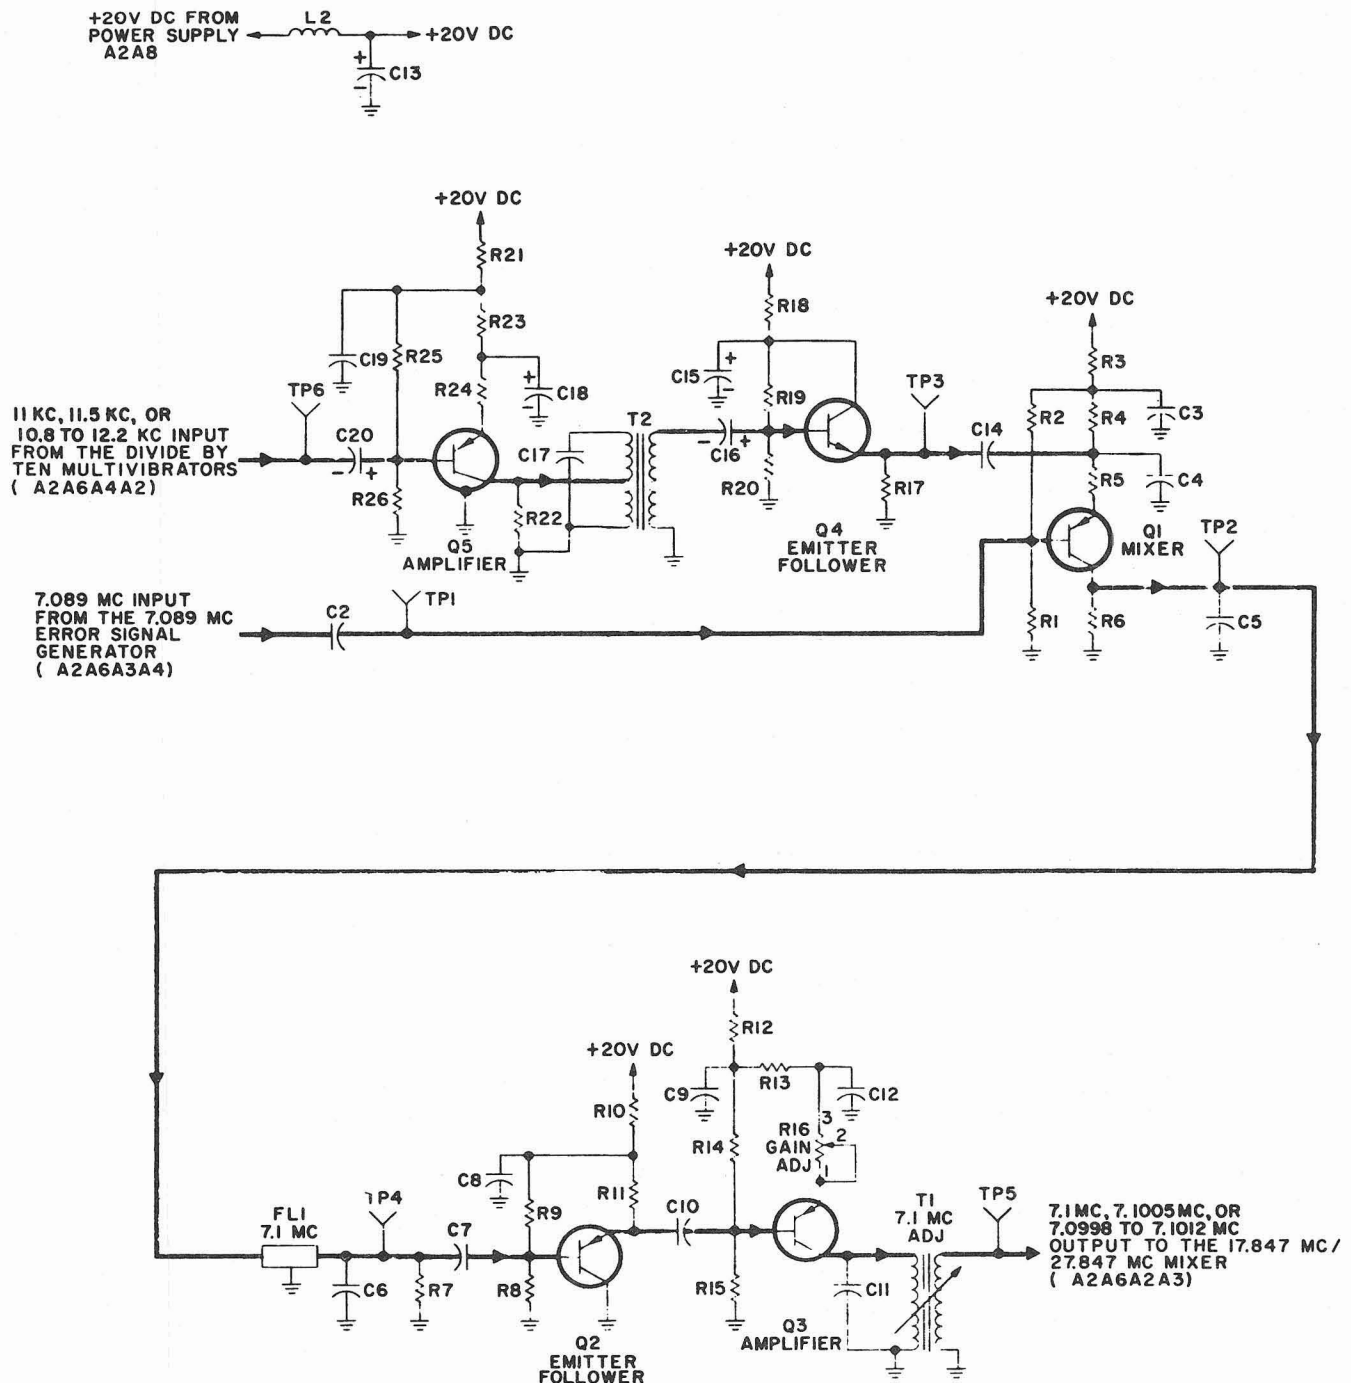 +20V DC FROM
POWER SUPPLY
A2A8
L2
+20V DC
+
C13
-
+20V DC
R21
R23
C19
R25
R24
+
C18
-
TP6
11 KC, 11.5 KC, OR
10.8 TO 12.2 KC INPUT
FROM THE DIVIDE BY
TEN MULTIVIBRATORS
( A2A6A4A2)
C20
-
+
R26
Q5
AMPLIFIER
R22
C17
T2
+20V DC
R18
+
C15
-
R19
-
C16
+
R20
Q4
EMITTER
FOLLOWER
TP3
R17
C14
+20V DC
R3
R2
R4
C3
R5
C4
Q1
MIXER
TP2
R1
R6
C5
7.089 MC INPUT
FROM THE 7.089 MC
ERROR SIGNAL
GENERATOR
( A2A6A3A4)
C2
TP1
+20V DC
R12
+20V DC
C9
R13
C12
R10
R14
R16
GAIN
ADJ
3
2
1
C8
R11
TP4
FL1
7.1 MC
C7
R9
C10
T1
7.1 MC
ADJ
TP5
7.1 MC, 7.1005 MC, OR
7.0998 TO 7.1012 MC
OUTPUT TO THE 17.847 MC/
27.847 MC MIXER
( A2A6A2A3)
C6
R7
R8
R15
C11
Q2
EMITTER
FOLLOWER
Q3
AMPLIFIER